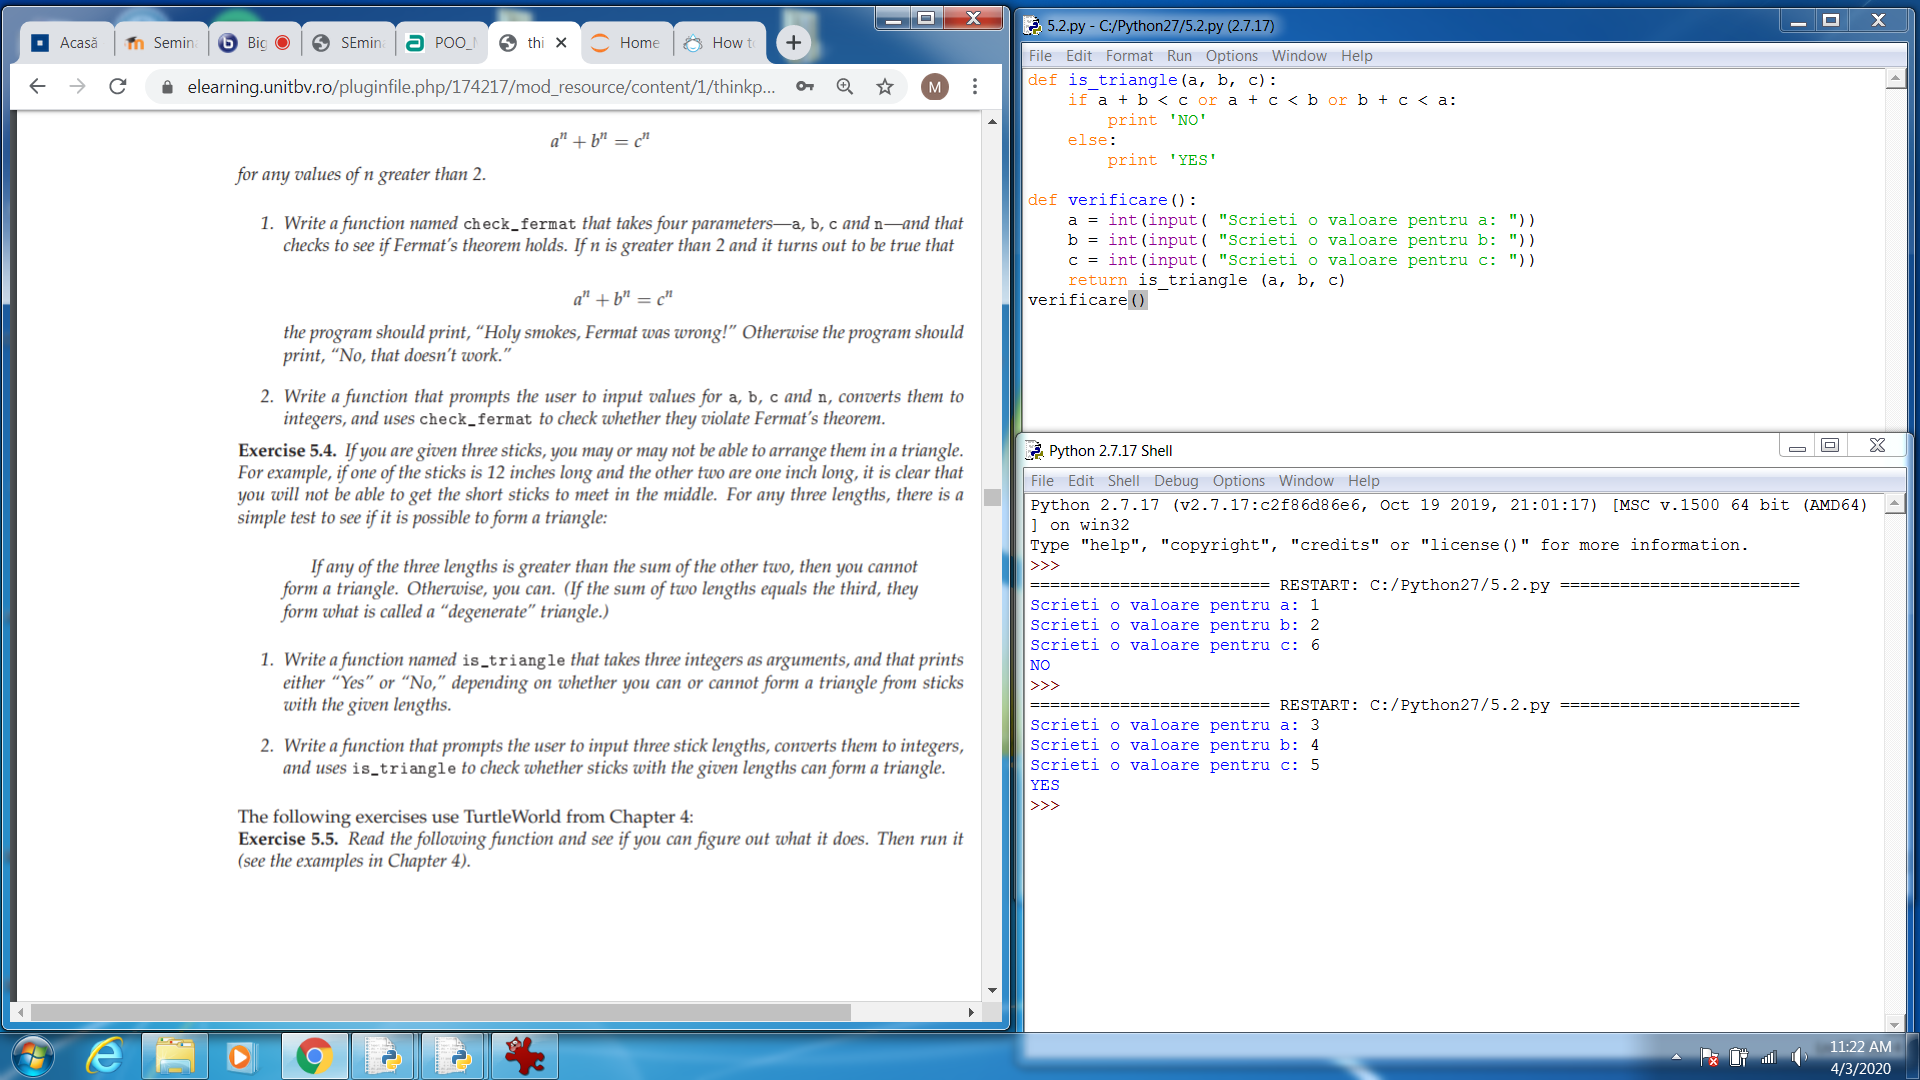 Acasă
Semin
Big
SEmin
POO_
thi
Home
How t
elearning.unitbv.ro/pluginfile.php/174217/mod_resource/content/1/thinkp...
M
aⁿ + bⁿ = cⁿ
for any values of n greater than 2.
1. Write a function named check_fermat that takes four parameters—a, b, c and n—and that
checks to see if Fermat's theorem holds. If n is greater than 2 and it turns out to be true that
aⁿ + bⁿ = cⁿ
the program should print, “Holy smokes, Fermat was wrong!” Otherwise the program should
print, “No, that doesn't work.”
2. Write a function that prompts the user to input values for a, b, c and n, converts them to
integers, and uses check_fermat to check whether they violate Fermat's theorem.
Exercise 5.4. If you are given three sticks, you may or may not be able to arrange them in a triangle.
For example, if one of the sticks is 12 inches long and the other two are one inch long, it is clear that
you will not be able to get the short sticks to meet in the middle. For any three lengths, there is a
simple test to see if it is possible to form a triangle:
If any of the three lengths is greater than the sum of the other two, then you cannot
form a triangle. Otherwise, you can. (If the sum of two lengths equals the third, they
form what is called a “degenerate” triangle.)
1. Write a function named is_triangle that takes three integers as arguments, and that prints
either “Yes” or “No,” depending on whether you can or cannot form a triangle from sticks
with the given lengths.
2. Write a function that prompts the user to input three stick lengths, converts them to integers,
and uses is_triangle to check whether sticks with the given lengths can form a triangle.
The following exercises use TurtleWorld from Chapter 4:
Exercise 5.5. Read the following function and see if you can figure out what it does. Then run it
(see the examples in Chapter 4).
5.2.py - C:/Python27/5.2.py (2.7.17)
File Edit Format Run Options Window Help
def is_triangle(a, b, c):
    if a + b < c or a + c < b or b + c < a:
        print 'NO'
    else:
        print 'YES'
def verificare():
    a = int(input( "Scrieti o valoare pentru a: "))
    b = int(input( "Scrieti o valoare pentru b: "))
    c = int(input( "Scrieti o valoare pentru c: "))
    return is_triangle (a, b, c)
verificare()
Python 2.7.17 Shell
File Edit Shell Debug Options Window Help
Python 2.7.17 (v2.7.17:c2f86d86e6, Oct 19 2019, 21:01:17) [MSC v.1500 64 bit (AMD64)
] on win32
Type "help", "copyright", "credits" or "license()" for more information.
>>>
======================== RESTART: C:/Python27/5.2.py ========================
Scrieti o valoare pentru a: 1
Scrieti o valoare pentru b: 2
Scrieti o valoare pentru c: 6
NO
>>>
======================== RESTART: C:/Python27/5.2.py ========================
Scrieti o valoare pentru a: 3
Scrieti o valoare pentru b: 4
Scrieti o valoare pentru c: 5
YES
>>>
11:22 AM
4/3/2020